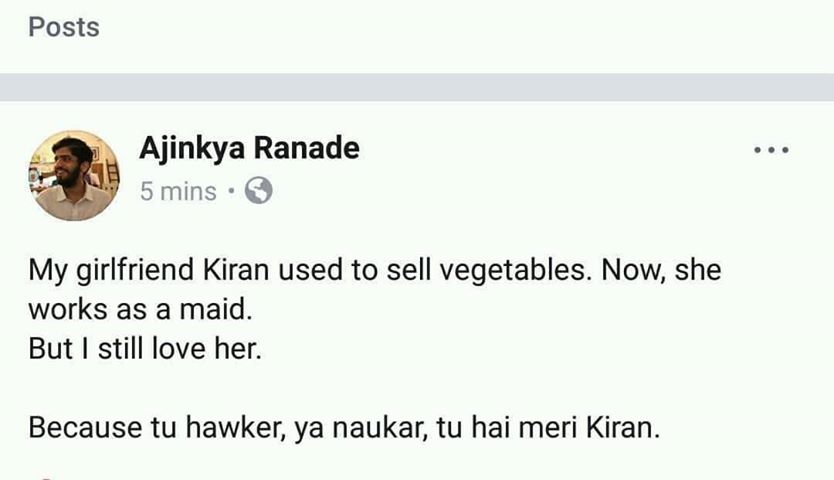 Posts
Ajinkya Ranade
5 mins •
My girlfriend Kiran used to sell vegetables. Now, she
works as a maid.
But I still love her.
Because tu hawker, ya naukar, tu hai meri Kiran.